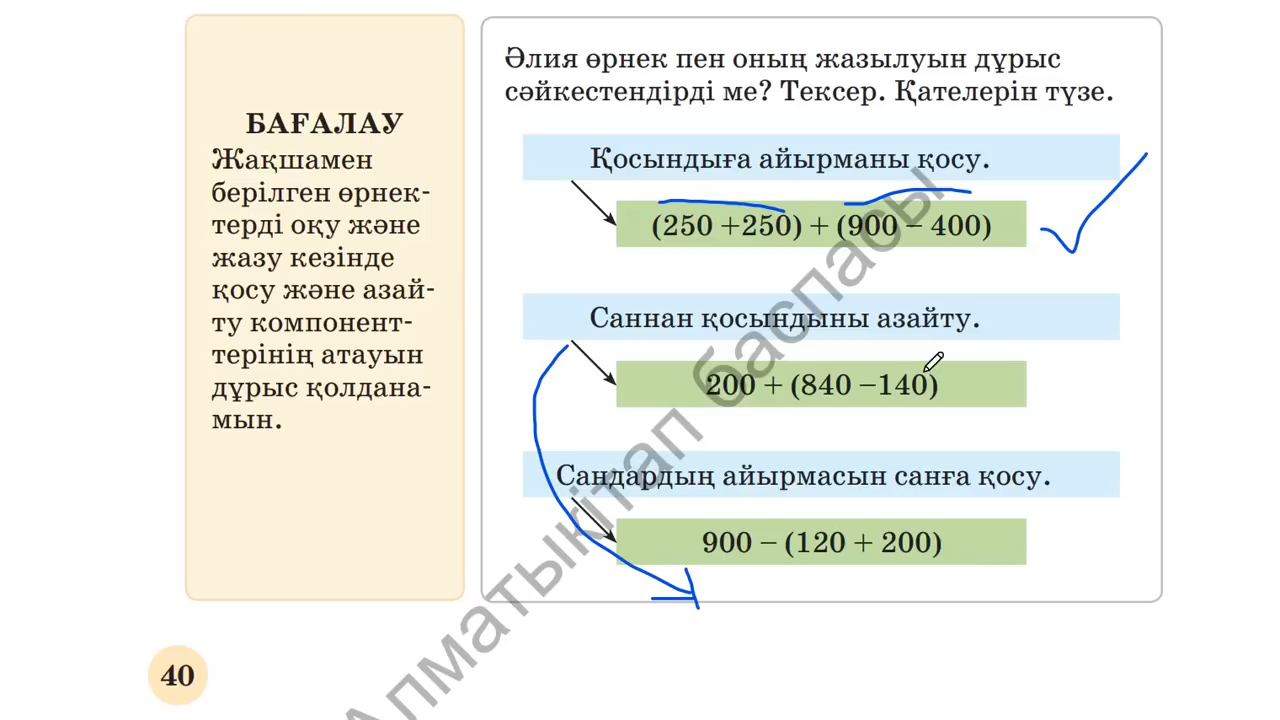 БАҒАЛАУ
Жақшамен
берілген өрнек-
терді оқу және
жазу кезінде
қосу және азай-
ту компонент-
терінің атауын
дұрыс қолдана-
мын.
Әлия өрнек пен оның жазылуын дұрыс
сәйкестендірді ме? Тексер. Қателерін түзе.
Қосындыға айырманы қосу.
(250 +250) + (900 – 400)
Саннан қосындыны азайту.
200 + (840 –140)
Сандардың айырмасын санға қосу.
900 – (120 + 200)
40
Алматыкітап баспасы